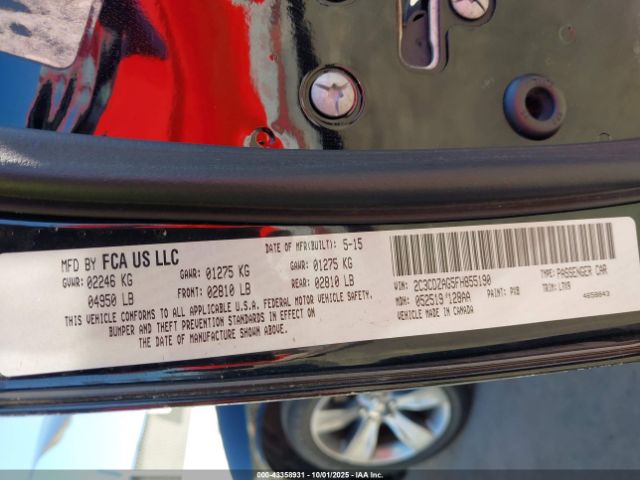 MFD BY FCA US LLC
DATE OF MFR(BUILT): 5-15
GVWR: 02246 KG
04950 LB
GAWR: 01275 KG
FRONT: 02810 LB
GAWR: 01275 KG
REAR: 02810 LB
THIS VEHICLE CONFORMS TO ALL APPLICABLE U.S.A. FEDERAL MOTOR VEHICLE SAFETY,
BUMPER AND THEFT PREVENTION STANDARDS IN EFFECT ON
THE DATE OF MANUFACTURE SHOWN ABOVE.
VIN: 2C3CDZAG5FH855190
TYPE: PASSENGER CAR
MDH: 052519 128AA
PAINT: PX8
TRIM: LTX9
VEHICLE MADE IN CANADA
4858843
000-43358931 - 10/01/2025 - IAA Inc.